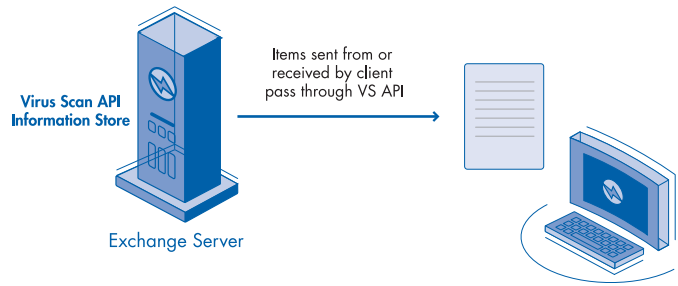 Items sent from or
received by client
pass through VS API
Virus Scan API
Information Store
Exchange Server